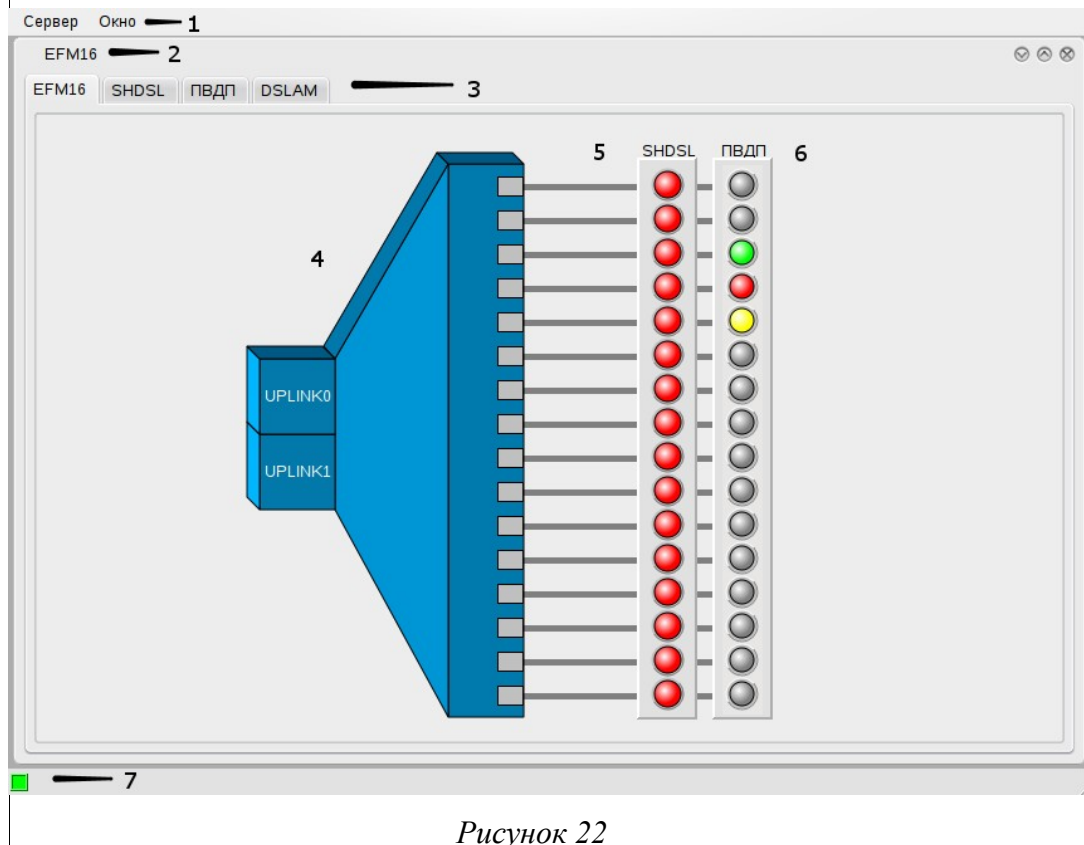 Сервер Окно 1
EFM16 2
EFM16 SHDSL ПВДП DSLAM 3
5 SHDSL ПВДП 6
4
UPLINK0
UPLINK1
7
Рисунок 22